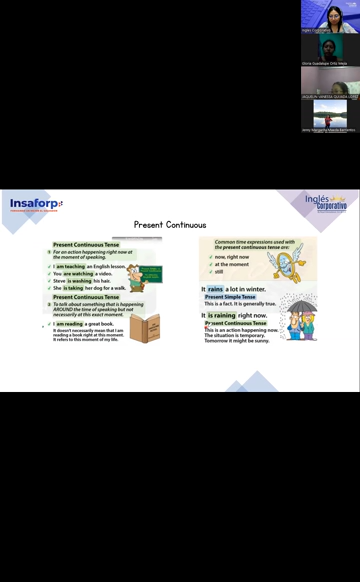 Inglés Corporativo
Gloria Guadalupe Ortiz Mejía
Insaforp
Inglés
Corporativo
Present Continuous
Present Continuous Tense
For an action happening right now at
the moment of speaking.
✓ I am teaching an English lesson.
✓ You are watching a video.
✓ Steve is washing his hair.
✓ She is taking her dog for a walk.
Present Continuous Tense
To talk about something that is happening
AROUND the time of speaking but not
necessarily at this exact moment.
✓ I am reading a great book.
It doesn't necessarily mean that I am
reading a book right at this moment.
It refers to this moment of my life.
Common time expressions used with
the present continuous tense are:
✓ now, right now
✓ at the moment
✓ still
It rains a lot in winter.
Present Simple Tense
This is a fact. It is generally true.
It is raining right now.
Present Continuous Tense
This is an action happening now.
The situation is temporary.
Tomorrow it might be sunny.